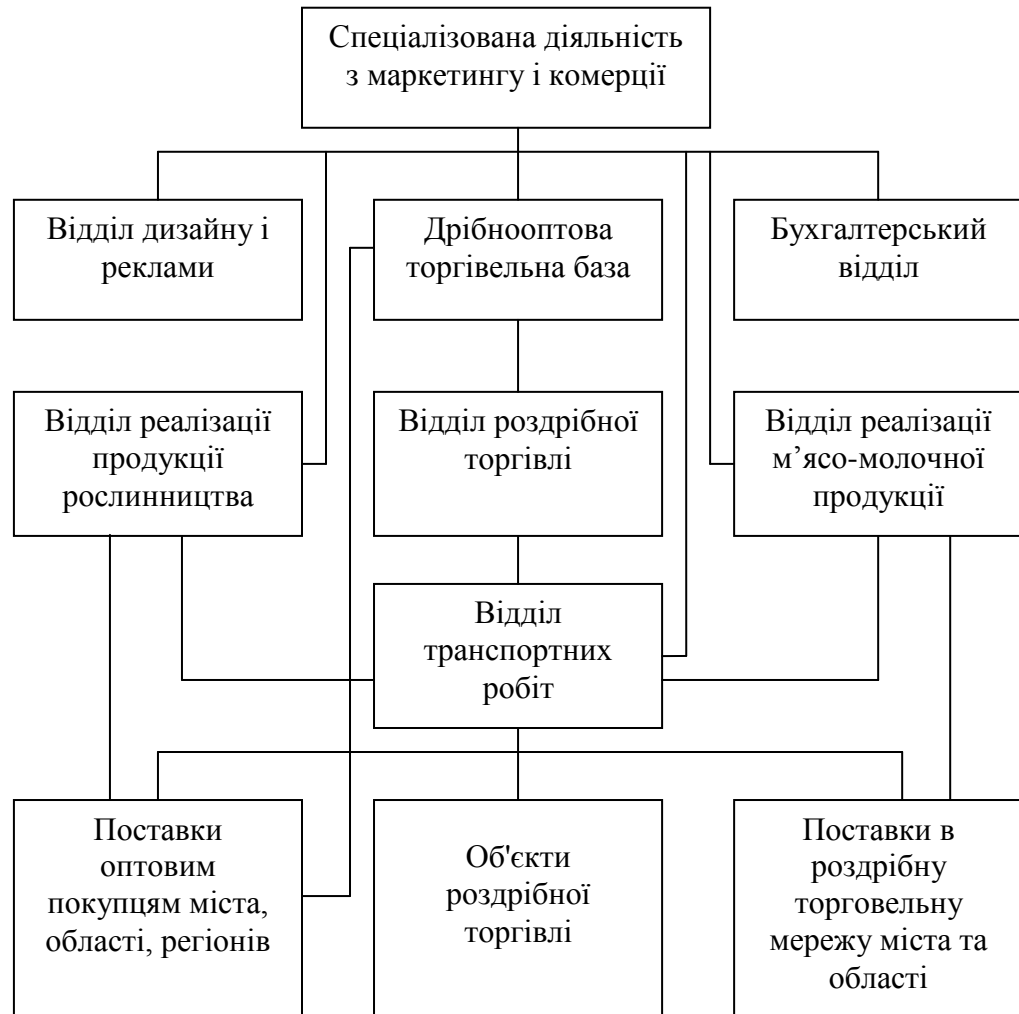 Спеціалізована діяльність
з маркетингу і комерції
Відділ дизайну і
реклами
Дрібнооптова
торгівельна база
Бухгалтерський
відділ
Відділ реалізації
продукції
рослинництва
Відділ роздрібної
торгівлі
Відділ реалізації
м’ясо-молочної
продукції
Відділ
транспортних
робіт
Поставки
оптовим
покупцям міста,
області, регіонів
Об'єкти
роздрібної
торгівлі
Поставки в
роздрібну
торговельну
мережу міста та
області